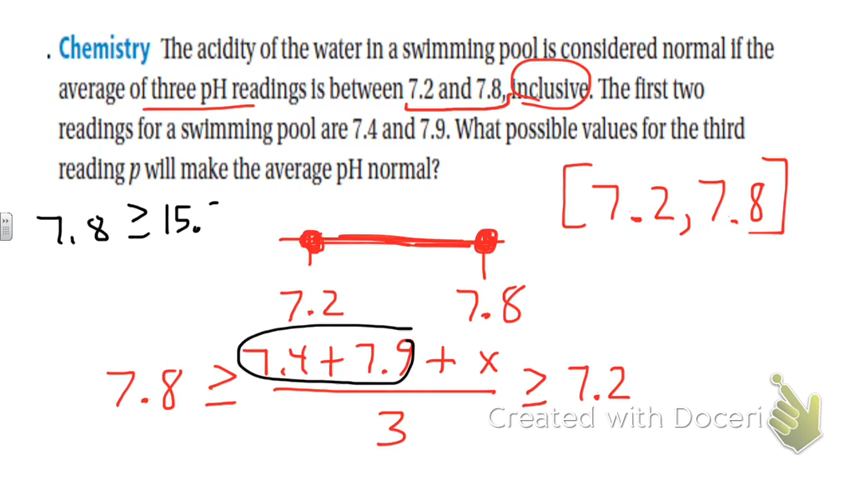 . Chemistry The acidity of the water in a swimming pool is considered normal if the
average of three pH readings is between 7.2 and 7.8, inclusive. The first two
readings for a swimming pool are 7.4 and 7.9. What possible values for the third
reading p will make the average pH normal?
[7.2, 7.8]
7.8 ≥ 15.
7.2 7.8
7.4 + 7.9 + x
7.8 ≥ ≥ 7.2
3
Created with Doceri